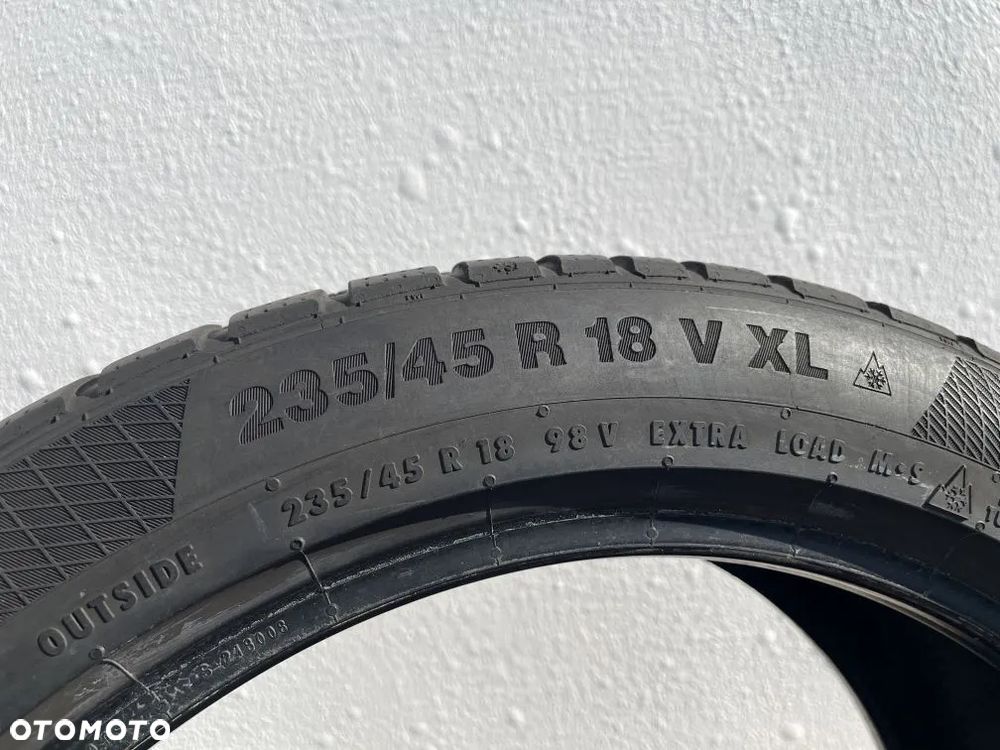 235/45 R 18 V XL
235/45 R 18 98 V EXTRA LOAD M+S
OUTSIDE
OTOMOTO